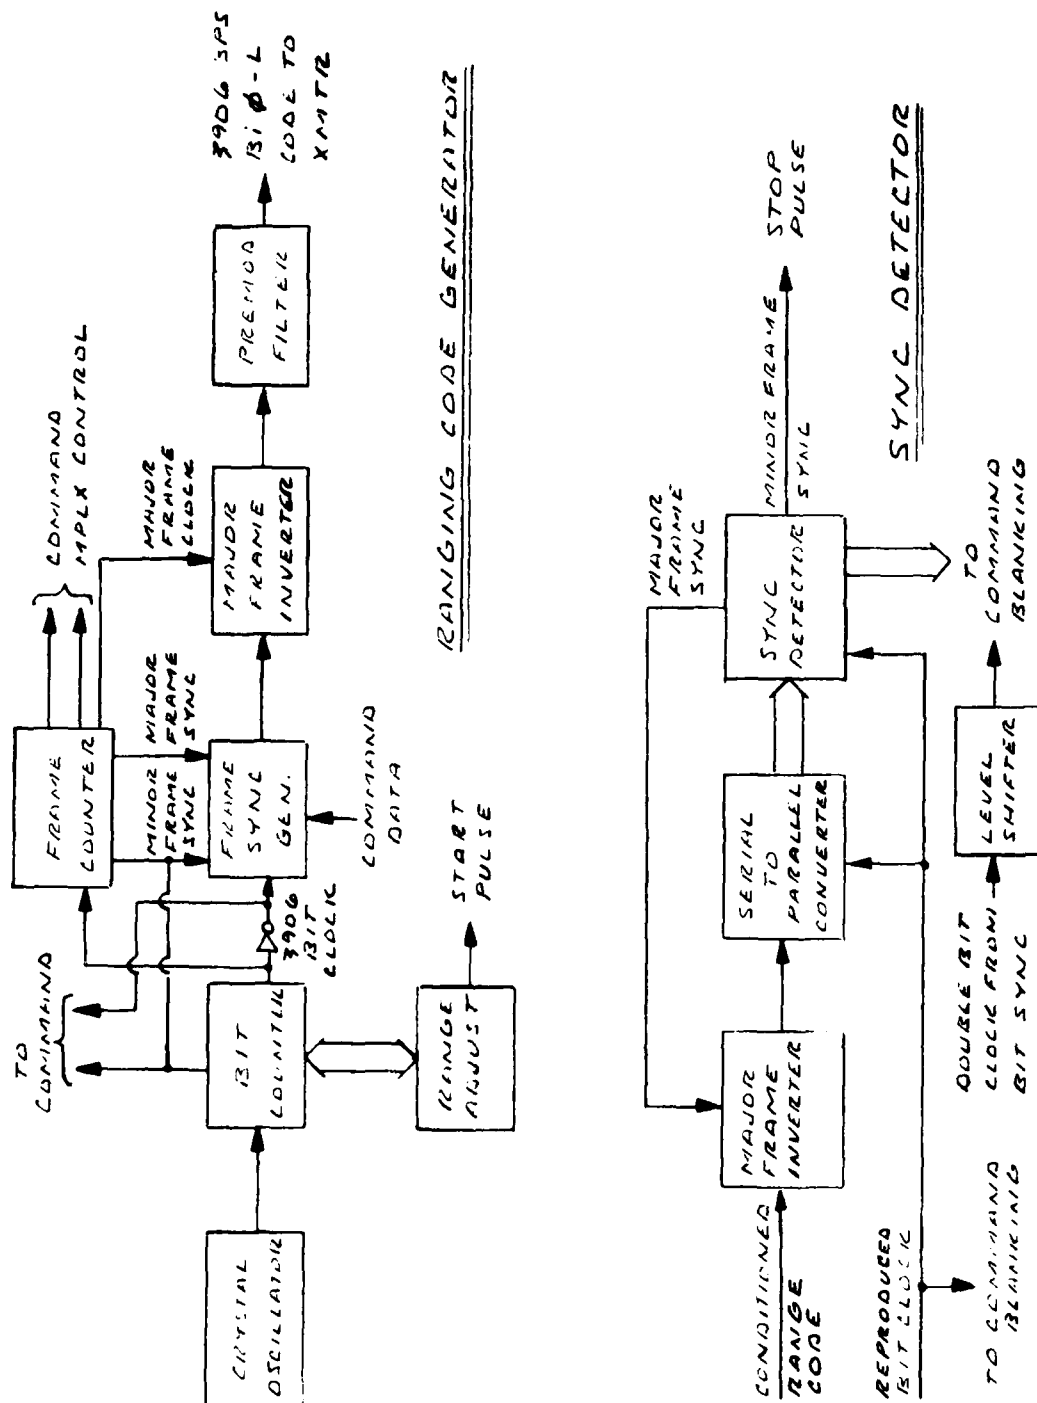 CRYSTAL
OSCILLATOR
BIT
COUNTER
TO
COMMAND
3906
BIT
CLOCK
RANGE
ADJUST
START
PULSE
FRAME
COUNTER
MINOR
FRAME
SYNC
MAJOR
FRAME
SYNC
FRAME
SYNC
GEN.
COMMAND
DATA
COMMAND
MPLX CONTROL
MAJOR
FRAME
CLOCK
MAJOR
FRAME
INVERTER
PREMOD
FILTER
3906 BPS
Bi Ø-L
CODE TO
XMTR
RANGING CODE GENERATOR
CONDITIONED
RANGE
CODE
MAJOR
FRAME
INVERTER
SERIAL
TO
PARALLEL
CONVERTER
MAJOR
FRAME
SYNC
SYNC
DETECTOR
MINOR FRAME
SYNC
STOP
PULSE
REPRODUCED
BIT CLOCK
TO COMMAND
BLANKING
DOUBLE BIT
CLOCK FROM
BIT SYNC
LEVEL
SHIFTER
TO
COMMAND
BLANKING
SYNC DETECTOR